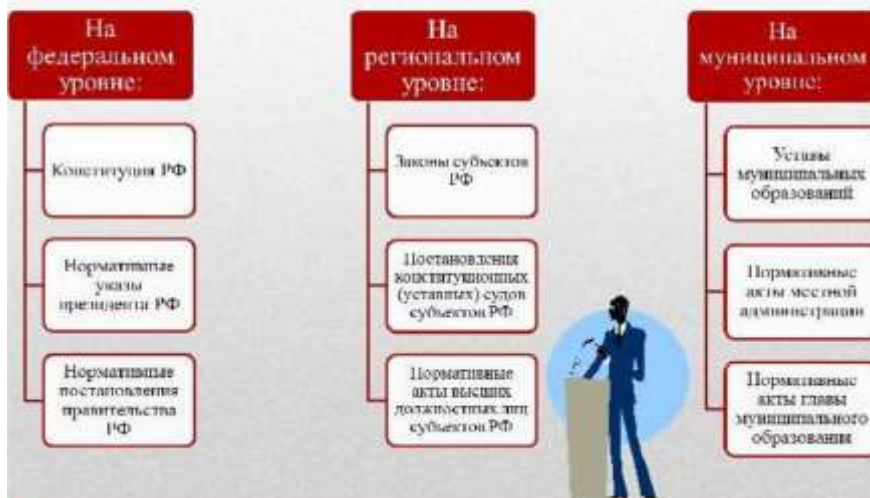 На
федеральном
уровне:
Конституция РФ
Нормативные
указы
президента РФ
Нормативные
постановления
правительства
РФ
На
региональном
уровне:
Законы субъектов
РФ
Постановления
конституционных
(уставных) судов
субъектов РФ
Нормативные
акты высших
должностных лиц
субъектов РФ
На
муниципальном
уровне:
Уставы
муниципальных
образований
Нормативные
акты местной
администрации
Нормативные
акты главы
муниципального
образования